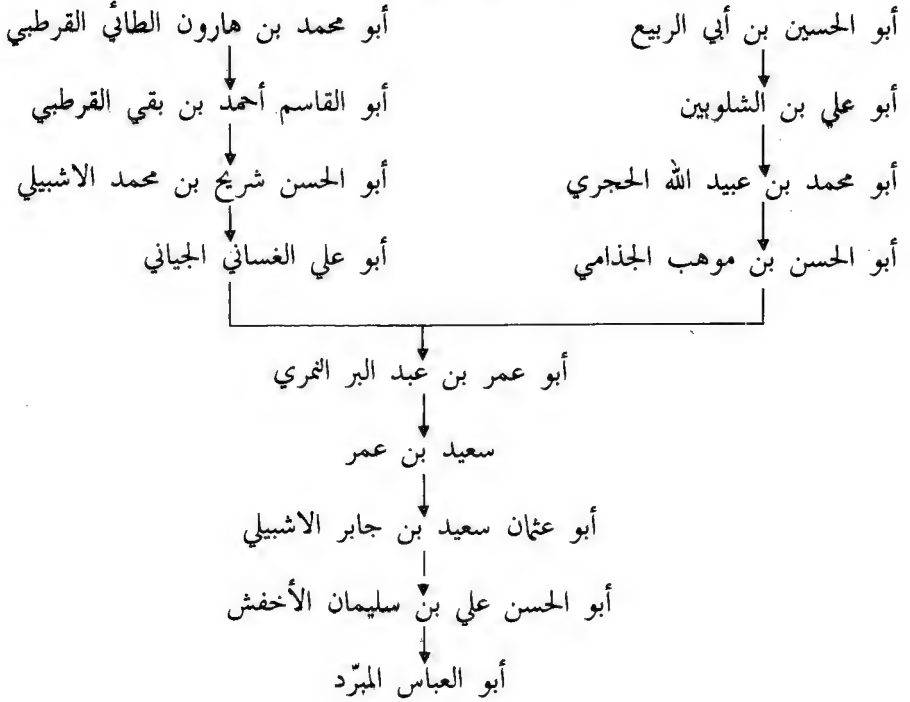 أبو الحسين بن أبي الربيع
أبو محمد بن هارون الطائي القرطبي
أبو علي بن الشلوبين
أبو القاسم أحمد بن بقي القرطبي
أبو محمد بن عبيد الله الحجري
أبو الحسن شريح بن محمد الاشبيلي
أبو الحسن بن موهب الجذامي
أبو علي الغساني الجياني
أبو عمر بن عبد البر النمري
سعيد بن عمر
أبو عثمان سعيد بن جابر الاشبيلي
أبو الحسن علي بن سليمان الأخفش
أبو العباس المبرّد